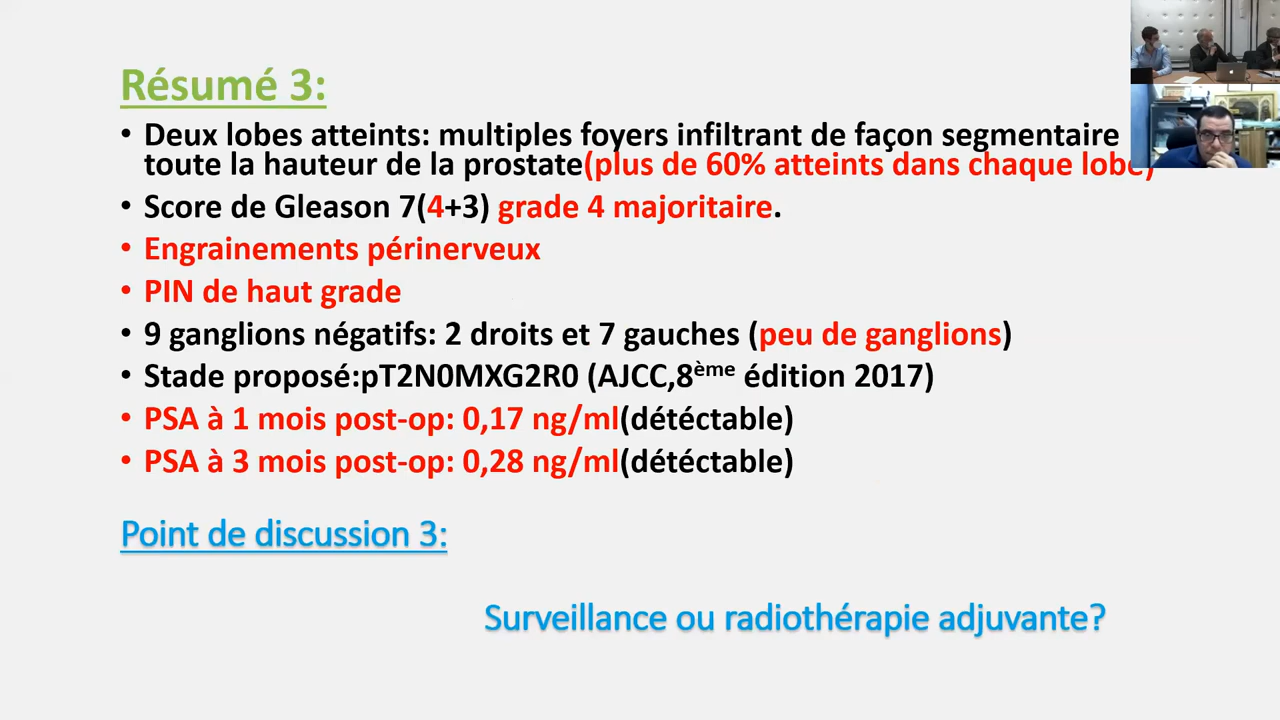 Résumé 3:
• Deux lobes atteints: multiples foyers infiltrant de façon segmentaire
toute la hauteur de la prostate(plus de 60% atteints dans chaque lobe)
• Score de Gleason 7(4+3) grade 4 majoritaire.
• Engrainements périnerveux
• PIN de haut grade
• 9 ganglions négatifs: 2 droits et 7 gauches (peu de ganglions)
• Stade proposé:pT2N0MXG2R0 (AJCC,8ème édition 2017)
• PSA à 1 mois post-op: 0,17 ng/ml(détéctable)
• PSA à 3 mois post-op: 0,28 ng/ml(détéctable)
Point de discussion 3:
Surveillance ou radiothérapie adjuvante?